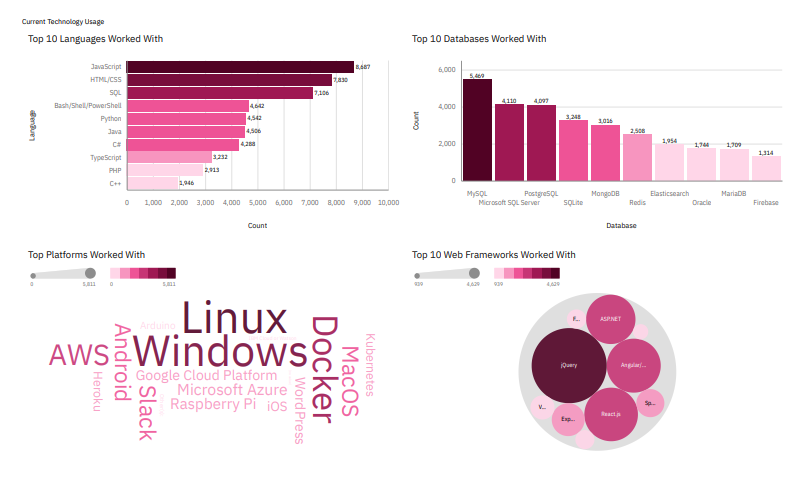 Current Technology Usage
Top 10 Languages Worked With
JavaScript 8,687
HTML/CSS 7,830
SQL 7,106
Bash/Shell/PowerShell 4,642
Python 4,542
Java 4,506
C# 4,288
TypeScript 3,232
PHP 2,913
C++ 1,946
0 1,000 2,000 3,000 4,000 5,000 6,000 7,000 8,000 9,000 10,000
Count
Language
Top 10 Databases Worked With
Count
6,000
4,000
2,000
0
5,469 4,110 4,097 3,248 3,016 2,508 1,954 1,744 1,709 1,314
MySQL PostgreSQL MongoDB Elasticsearch MariaDB
Microsoft SQL Server SQLite Redis Oracle Firebase
Database
Top Platforms Worked With
0 5,811
0 5,811
Linux
Windows
Docker
AWS
Android
Arduino
MacOS
Kubernetes
Google Cloud Platform
Microsoft Azure
Raspberry Pi
iOS
Slack
Heroku
WordPress
Top 10 Web Frameworks Worked With
939 4,629
939 4,629
F...
ASP.NET
jQuery
Angular/...
V...
Exp...
React.js
Sp...